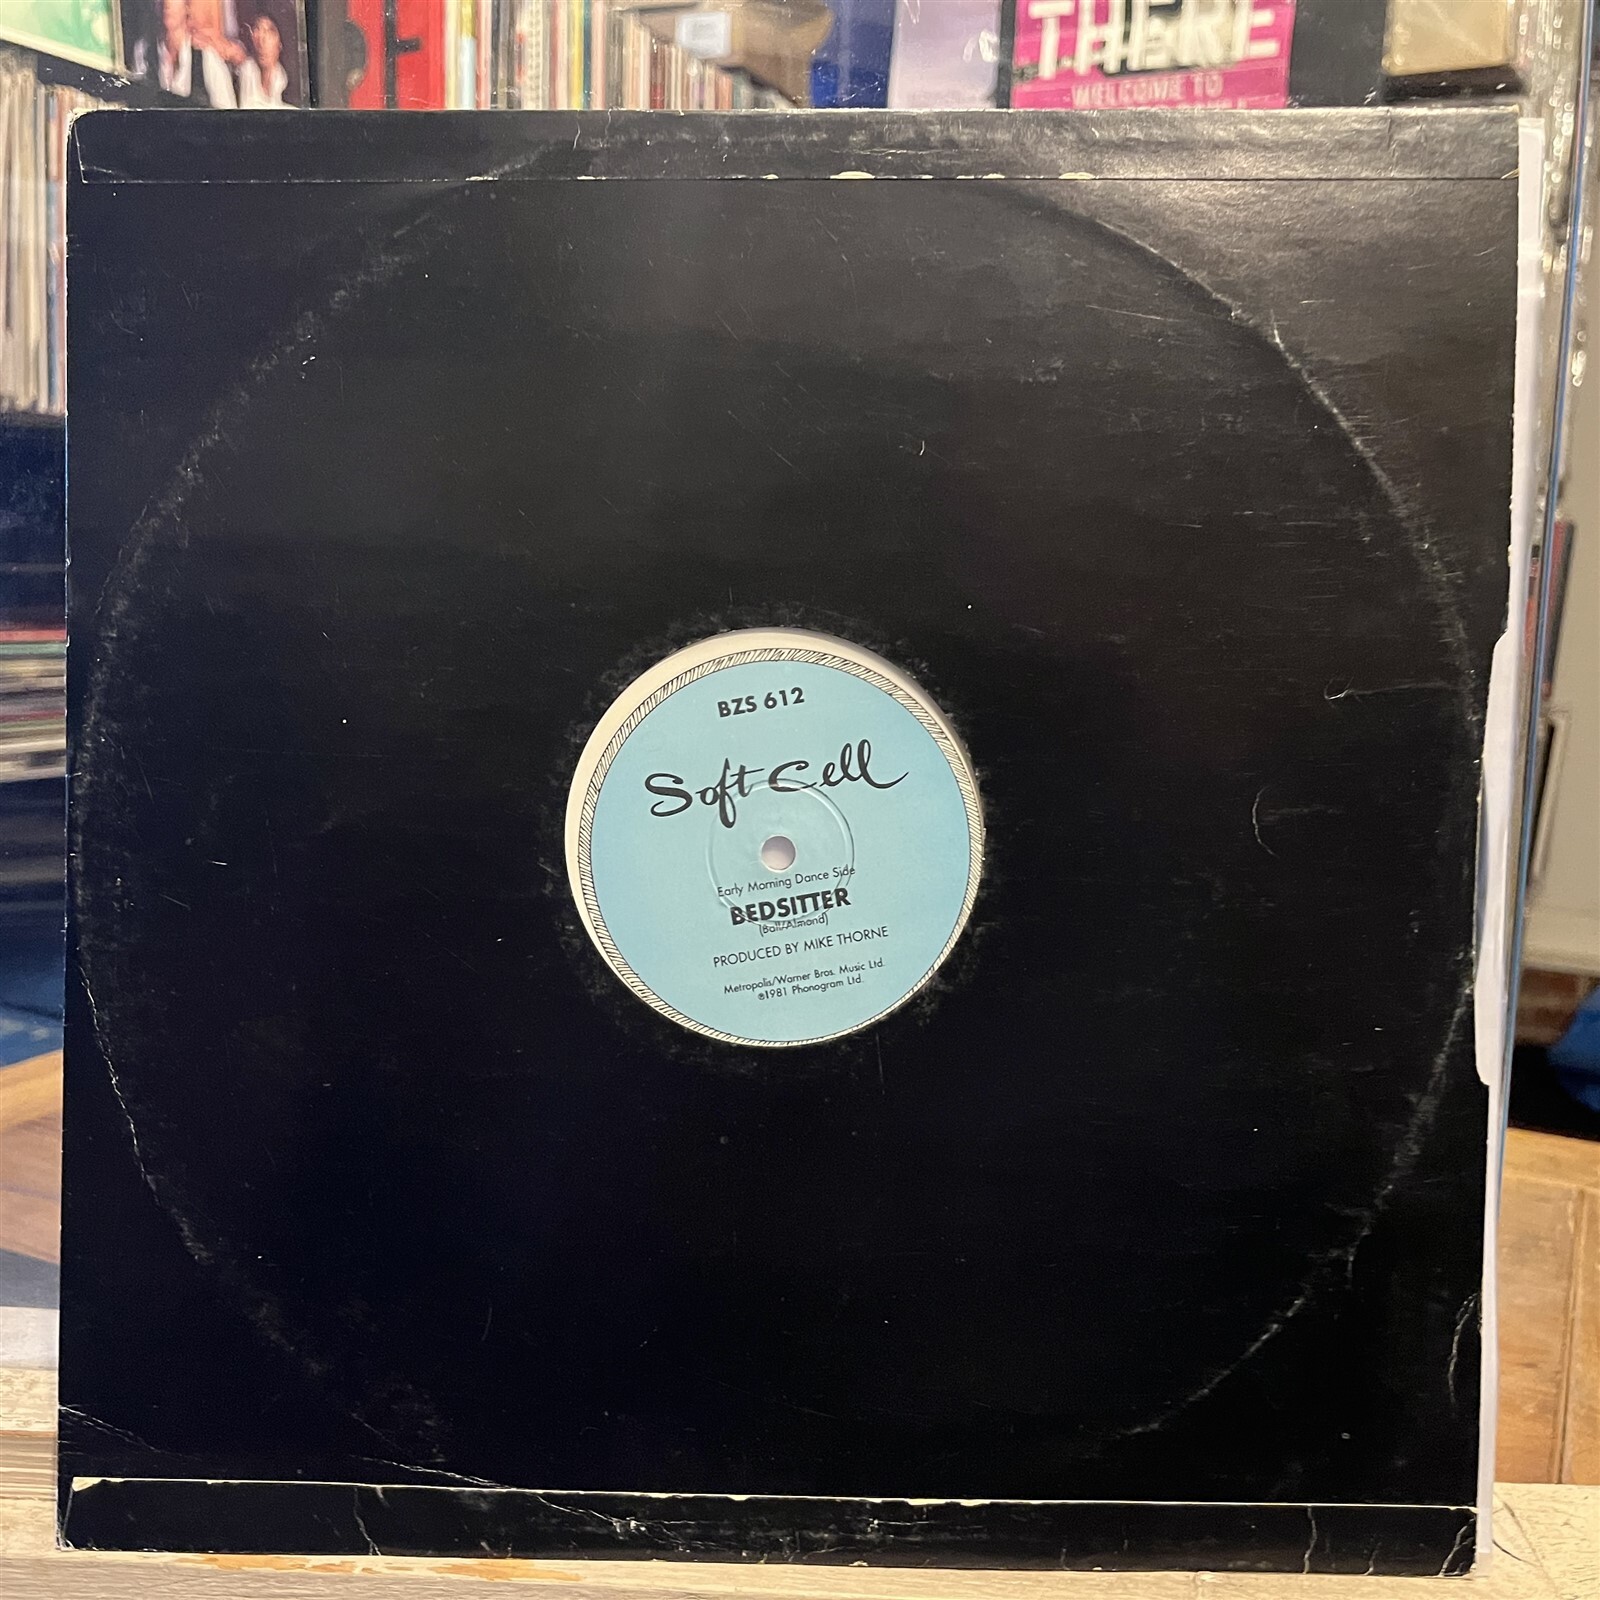 THERE
WELCOME TO
BZS 612
Soft Cell
Early Morning Dance Side
BEDSITTER
(Ball/Almond)
PRODUCED BY MIKE THORNE
Metropolis/Warner Bros. Music Ltd.
℗1981 Phonogram Ltd.